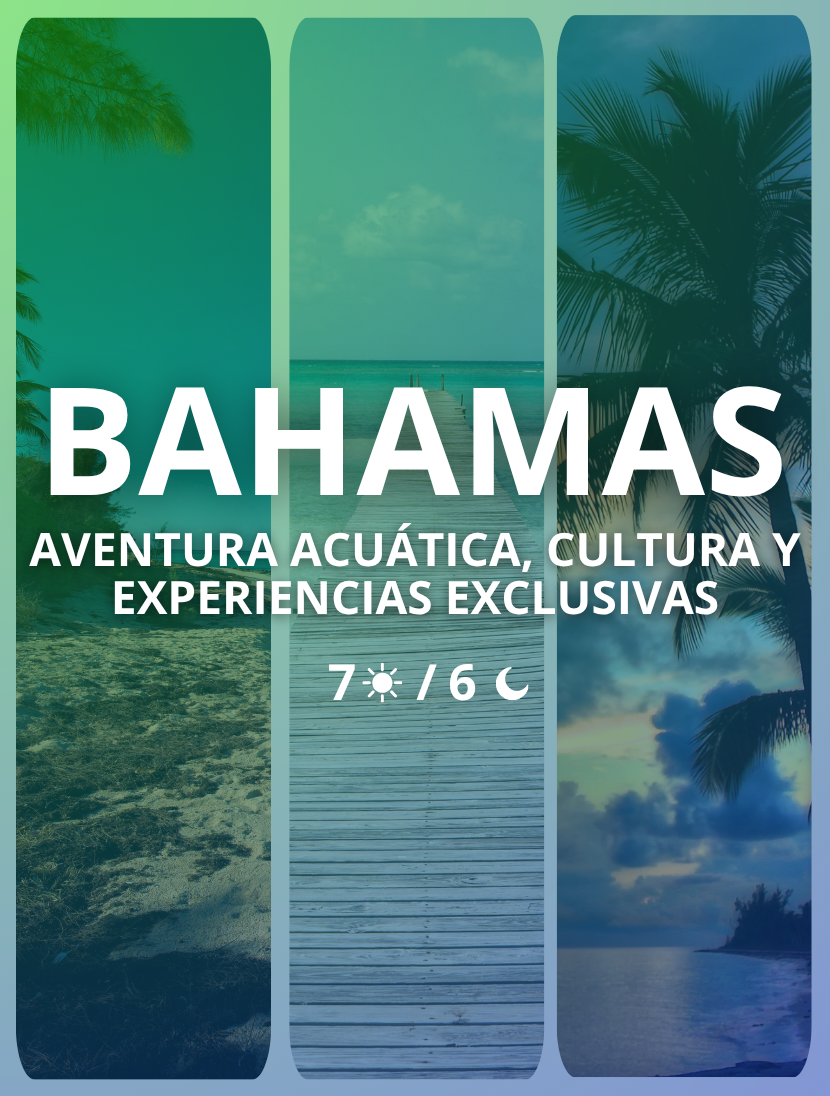 BAHAMAS
AVENTURA ACUÁTICA, CULTURA Y
EXPERIENCIAS EXCLUSIVAS
7☀ / 6 ☾